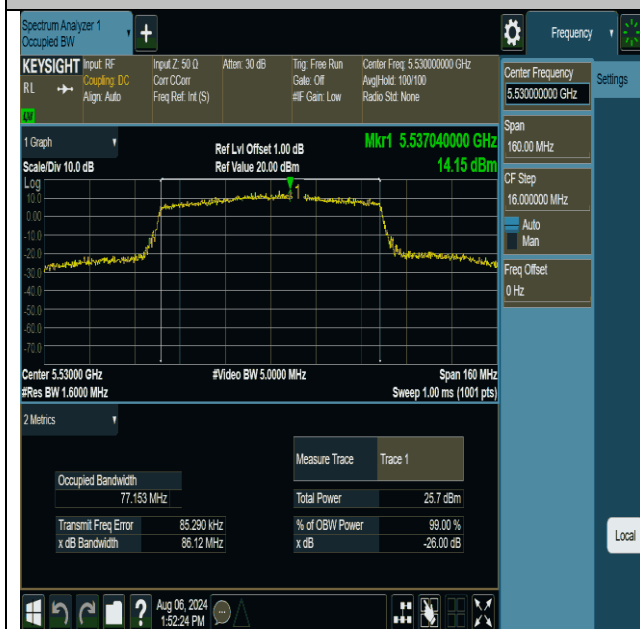 Spectrum Analyzer 1
Occupied BW
Frequency
KEYSIGHT
RL
Input: RF
Coupling: DC
Align: Auto
Input Z: 50 Ω
Corr CCorr
Freq Ref: Int (S)
Atten: 30 dB
Trig: Free Run
Gate: Off
#IF Gain: Low
Center Freq: 5.530000000 GHz
Avg|Hold: 100/100
Radio Std: None
Center Frequency
5.530000000 GHz
Settings
Span
160.00 MHz
CF Step
16.000000 MHz
Auto
Man
Freq Offset
0 Hz
Local
1 Graph
Scale/Div 10.0 dB
Ref Lvl Offset 1.00 dB
Ref Value 20.00 dBm
Mkr1 5.537040000 GHz
14.15 dBm
Log
10.0
0.00
-10.0
-20.0
-30.0
-40.0
-50.0
-60.0
-70.0
1
Center 5.53000 GHz
#Res BW 1.6000 MHz
#Video BW 5.0000 MHz
Span 160 MHz
Sweep 1.00 ms (1001 pts)
2 Metrics
Measure Trace Trace 1
Occupied Bandwidth
77.153 MHz
Total Power 25.7 dBm
Transmit Freq Error 85.290 kHz
% of OBW Power 99.00 %
x dB Bandwidth 86.12 MHz
x dB -26.00 dB
Aug 06, 2024
1:52:24 PM